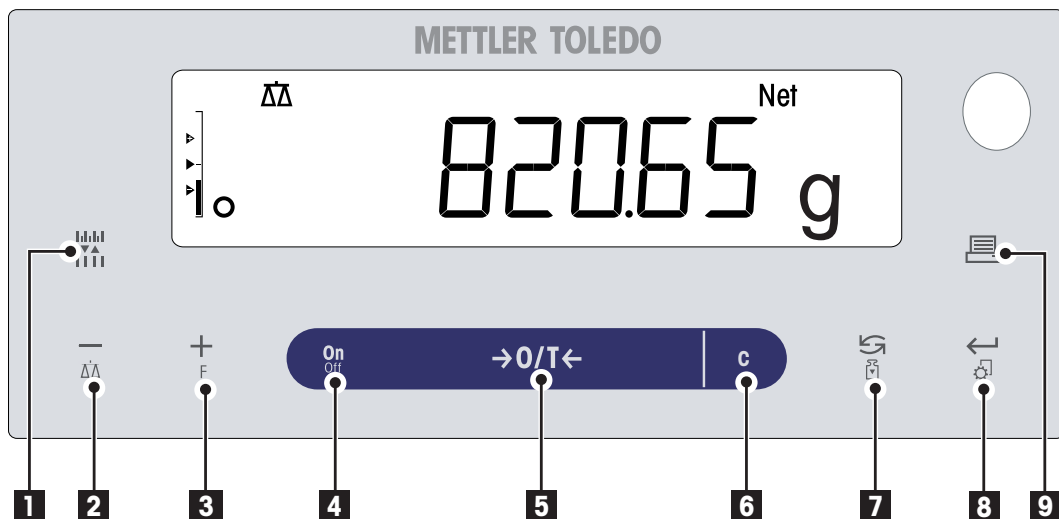 METTLER TOLEDO
Net
820.65 g
On
Off
→0/T←
C
F
1 2 3 4 5 6 7 8 9